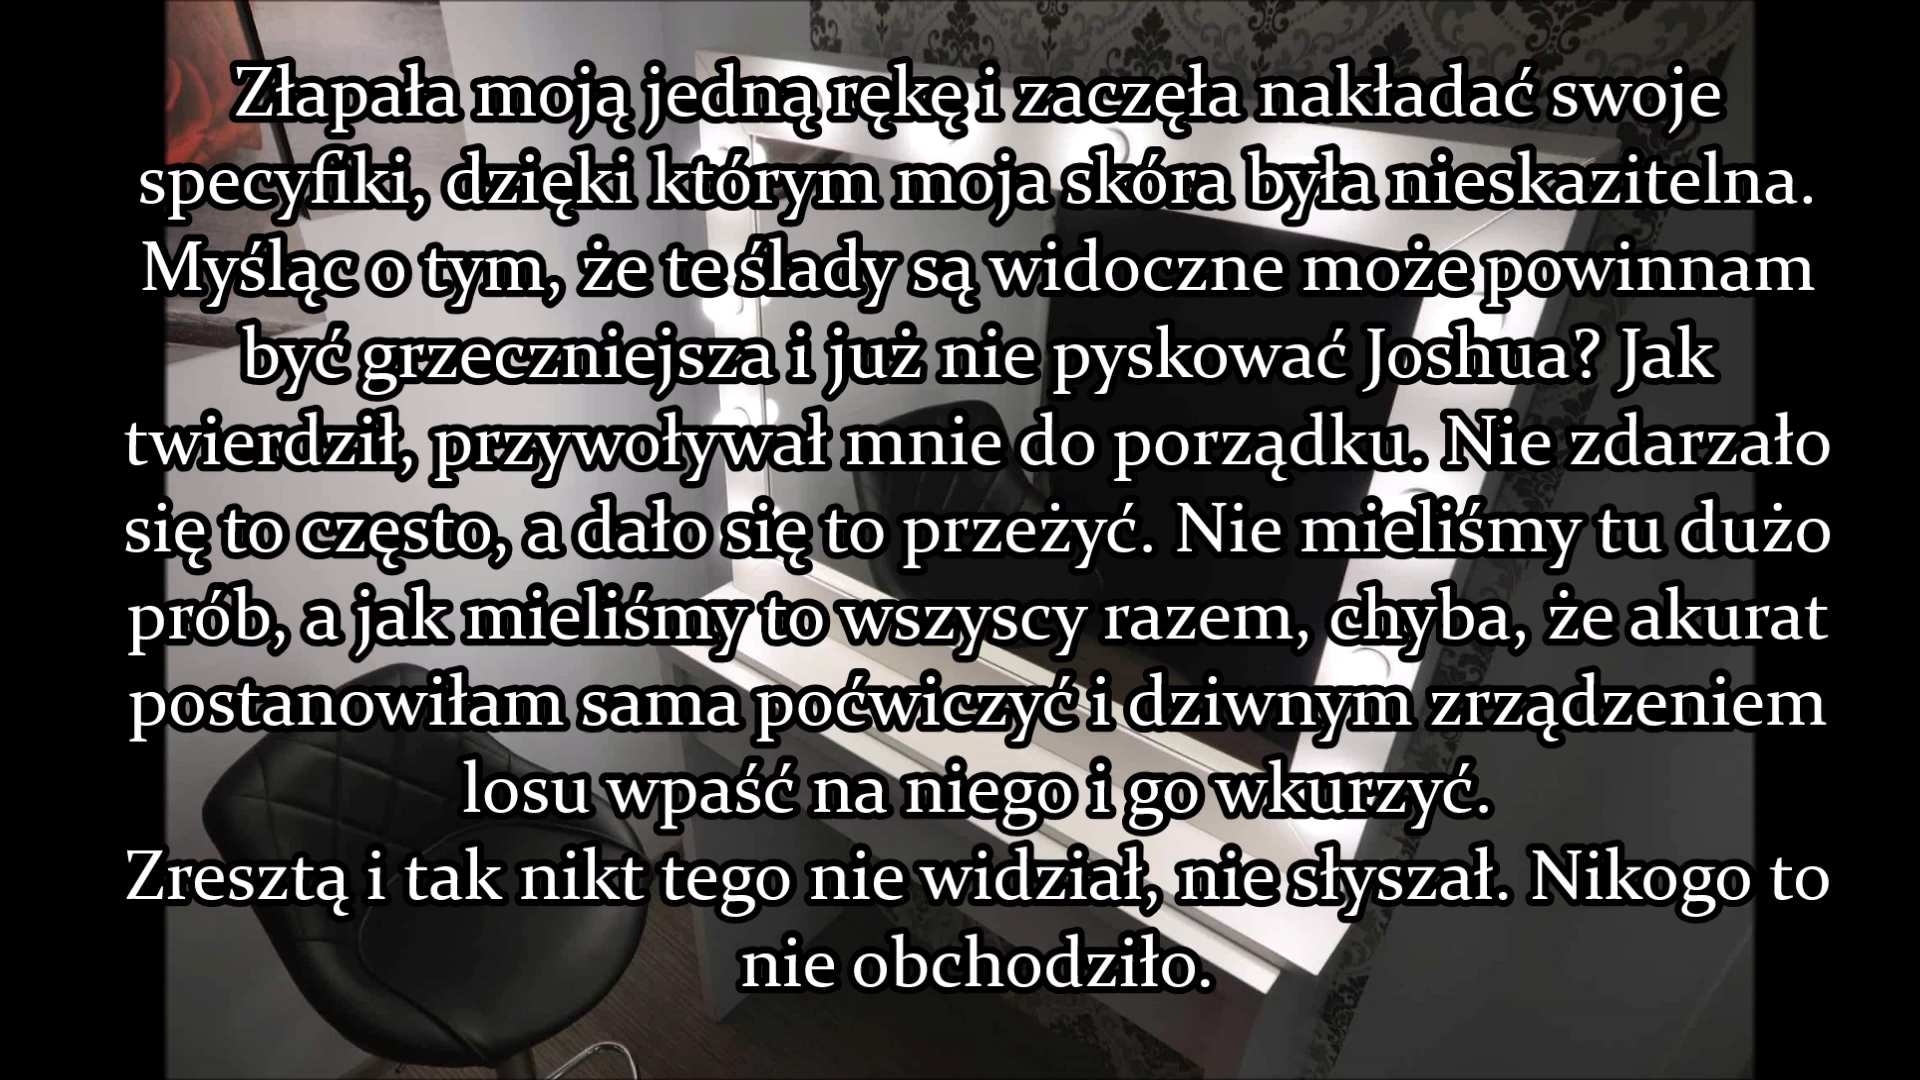 Złapała moją jedną rękę i zaczęła nakładać swoje
specyfiki, dzięki którym moja skóra była nieskazitelna.
Myśląc o tym, że te ślady są widoczne może powinnam
być grzeczniejsza i już nie pyskować Joshua? Jak
twierdził, przywoływał mnie do porządku. Nie zdarzało
się to często, a dało się to przeżyć. Nie mieliśmy tu dużo
prób, a jak mieliśmy to wszyscy razem, chyba, że akurat
postanowiłam sama poćwiczyć i dziwnym zrządzeniem
losu wpaść na niego i go wkurzyć.
Zresztą i tak nikt tego nie widział, nie słyszał. Nikogo to
nie obchodziło.